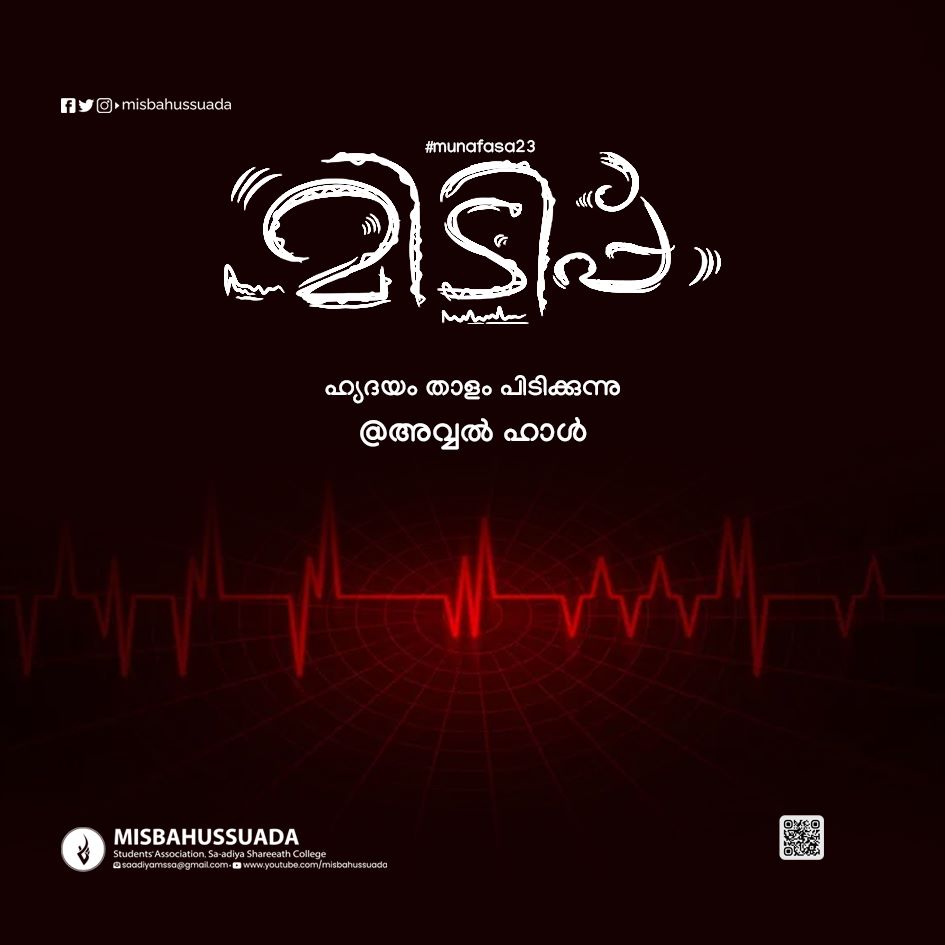 misbahussuada
#munafasa23
മിടിപ്പ്
ഹൃദയം താളം പിടിക്കുന്നു
@അവ്വൽ ഹാൾ
MISBAHUSSUADA
Students'Association, Sa-adiya Shareeath College
saadiyamssa@gmail.com www.youtube.com/misbahussuada